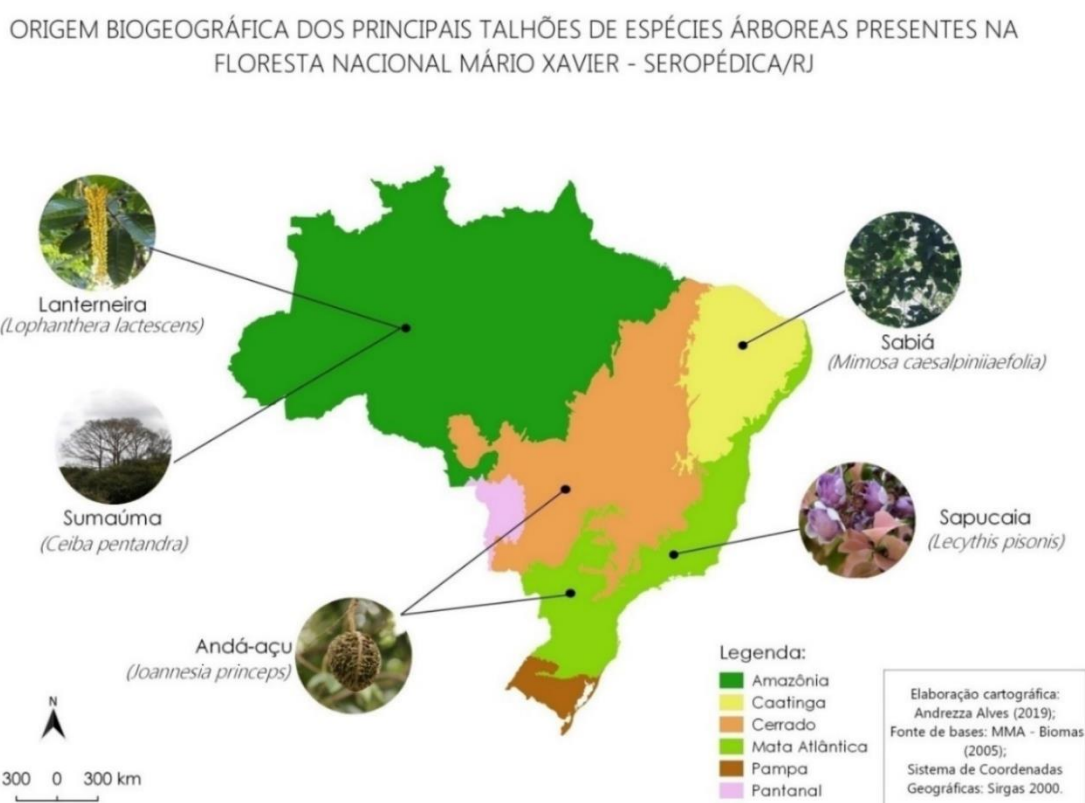 ORIGEM BIOGEOGRÁFICA DOS PRINCIPAIS TALHÕES DE ESPÉCIES ÁRBOREAS PRESENTES NA
FLORESTA NACIONAL MÁRIO XAVIER - SEROPÉDICA/RJ
Lanterneira
(Lophanthera lactescens)
Sabiá
(Mimosa caesalpiniiaefolia)
Sumaúma
(Ceiba pentandra)
Sapucaia
(Lecythis pisonis)
Andá-açu
(Joannesia princeps)
N
300 0 300 km
Legenda:
Amazônia
Caatinga
Cerrado
Mata Atlântica
Pampa
Pantanal
Elaboração cartográfica:
Andrezza Alves (2019);
Fonte de bases: MMA - Biomas
(2005);
Sistema de Coordenadas
Geográficas: Sirgas 2000.